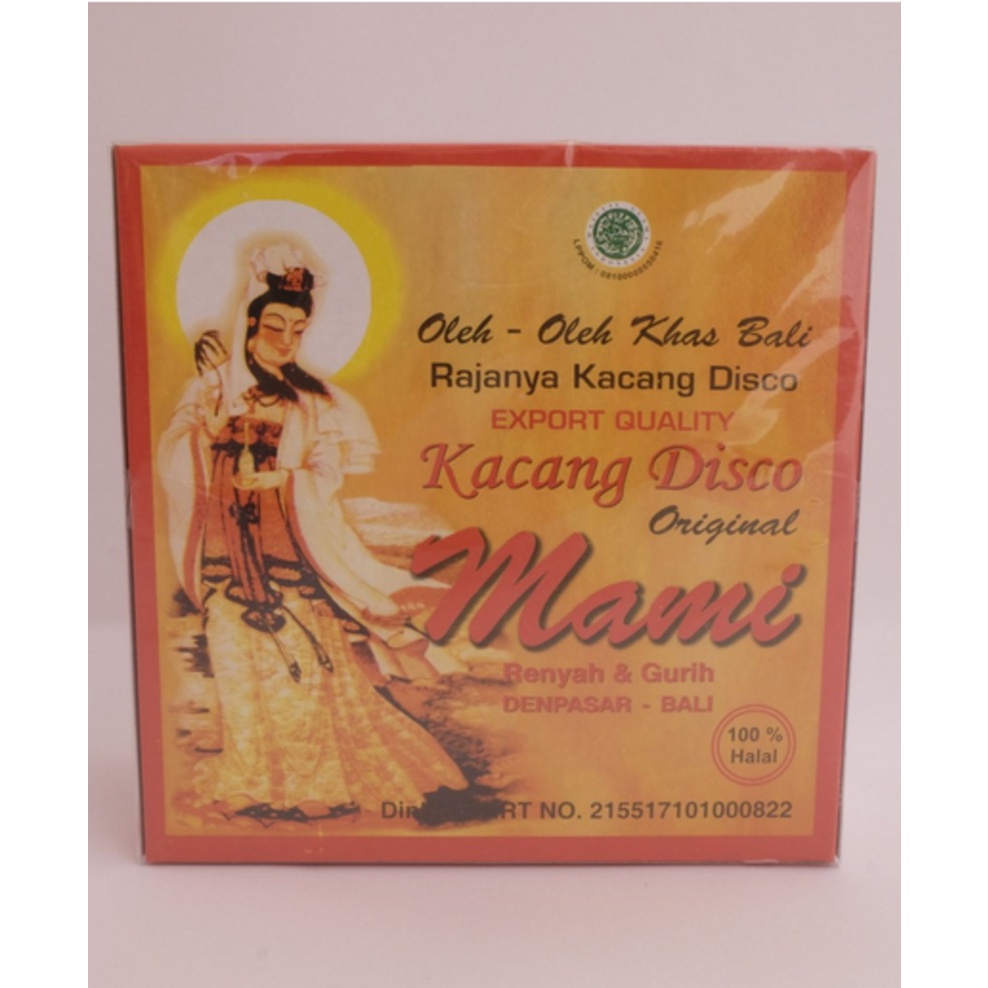 LPPOM :
Oleh - Oleh Khas Bali
Rajanya Kacang Disco
EXPORT QUALITY
Kacang Disco
Original
Mami
Renyah & Gurih
DENPASAR - BALI
100 %
Halal
NO. 215517101000822